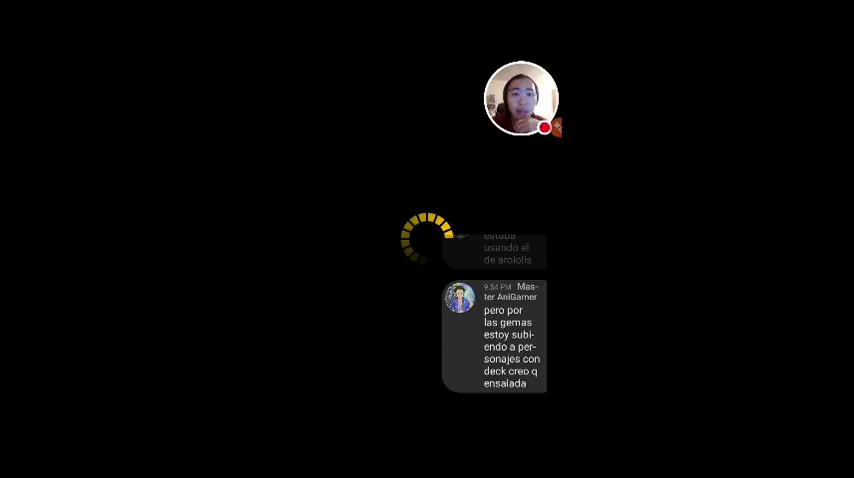 estaba
usando el
de arololis
9:54 PM Mas-
ter AniGamer
pero por
las gemas
estoy subi-
endo a per-
sonajes con
deck creo q
ensalada